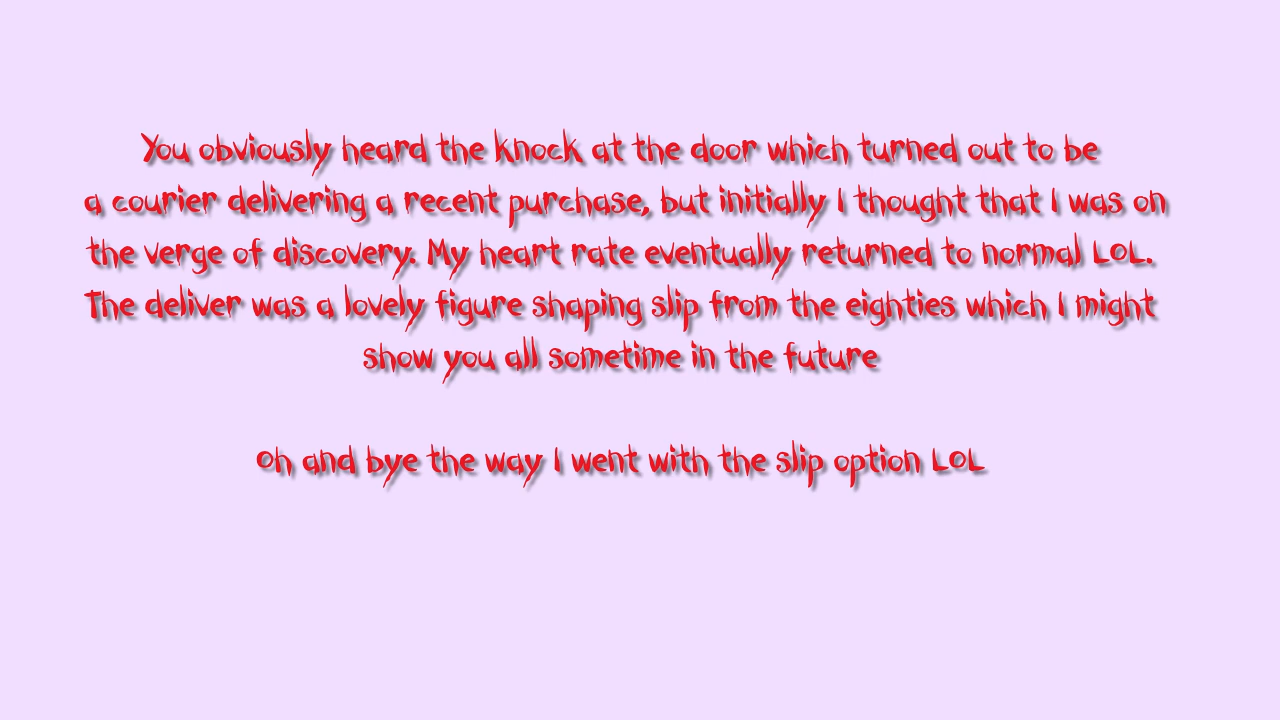 You obviously heard the knock at the door which turned out to be
a courier delivering a recent purchase, but initially I thought that I was on
the verge of discovery. My heart rate eventually returned to normal LOL.
The deliver was a lovely figure shaping slip from the eighties which I might
show you all sometime in the future
Oh and bye the way I went with the slip option LOL